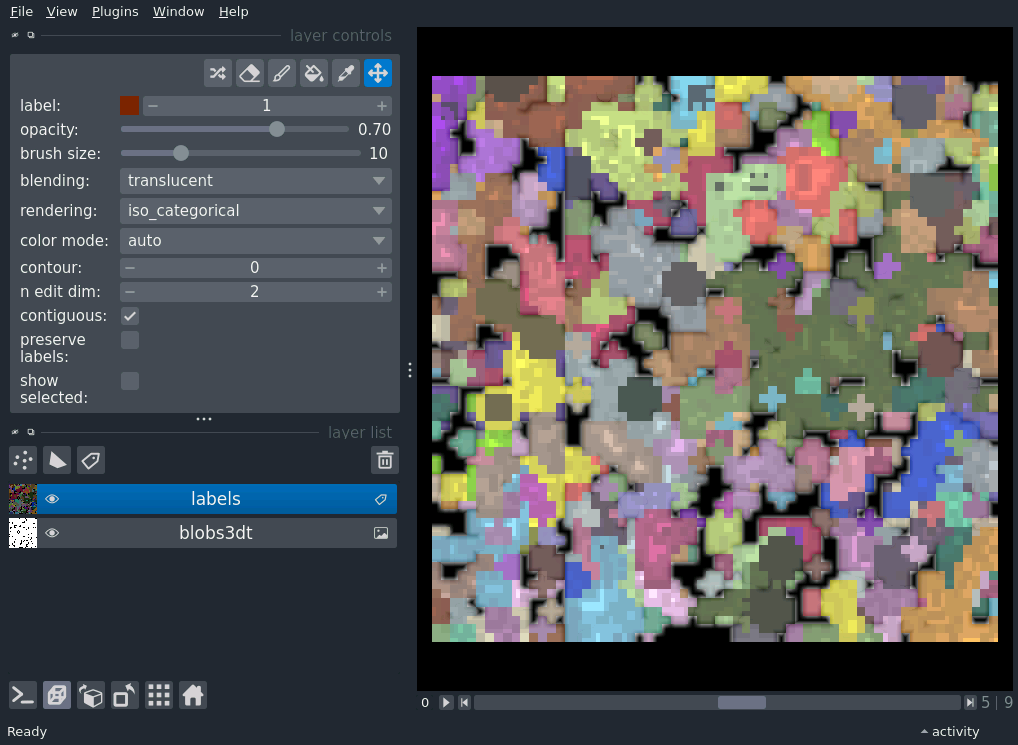 File View Plugins Window Help
layer controls
label: 1
opacity: 0.70
brush size: 10
blending: translucent
rendering: iso_categorical
color mode: auto
contour: 0
n edit dim: 2
contiguous:
preserve
labels:
show
selected:
layer list
labels
blobs3dt
0 5 | 9
Ready activity